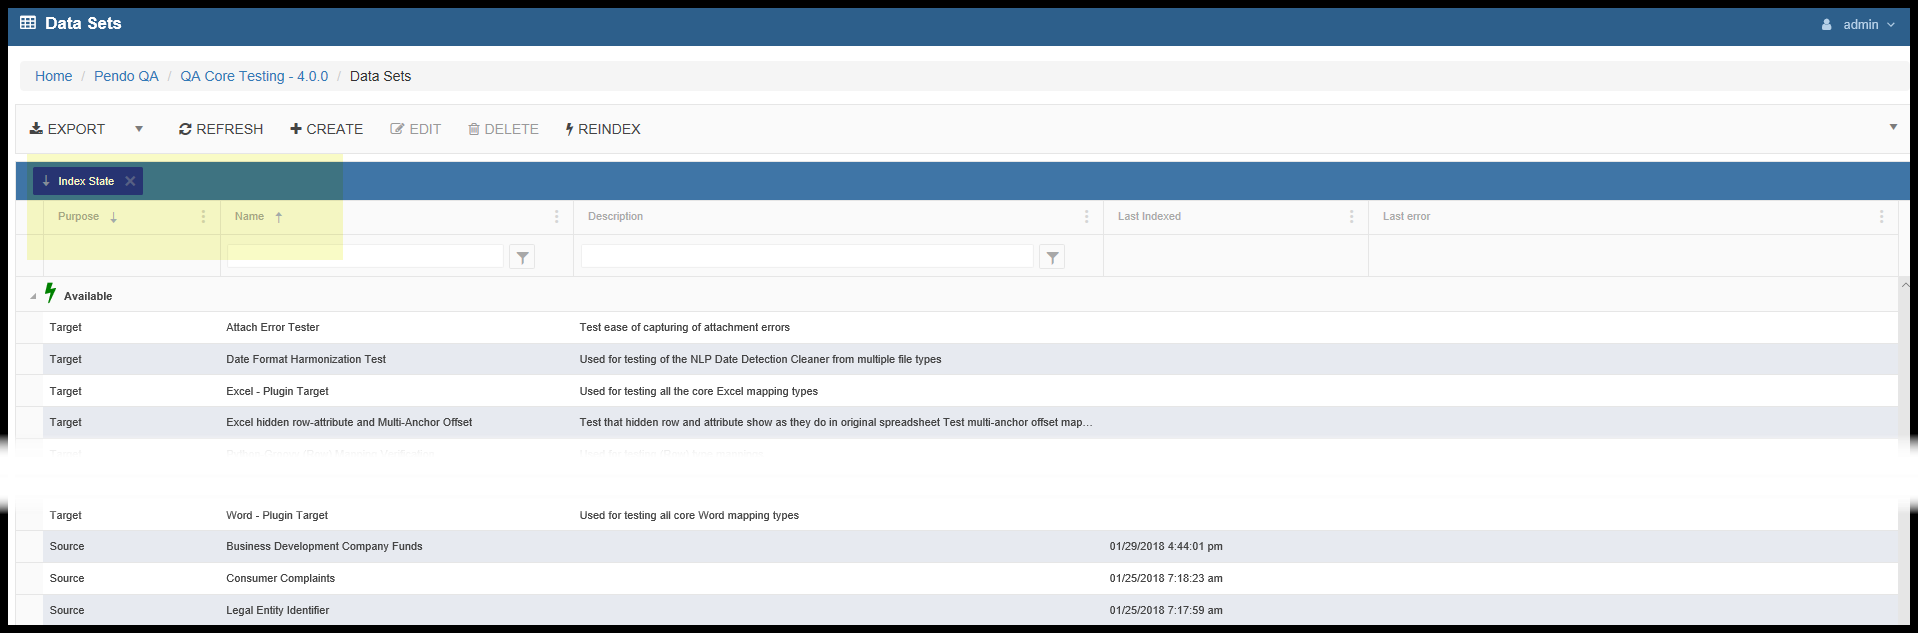 Data Sets
admin
Home / Pendo QA / QA Core Testing - 4.0.0 / Data Sets
EXPORT REFRESH CREATE EDIT DELETE REINDEX
Index State
Purpose Name Description Last Indexed Last error
Available
Target Attach Error Tester Test ease of capturing of attachment errors
Target Date Format Harmonization Test Used for testing of the NLP Date Detection Cleaner from multiple file types
Target Excel - Plugin Target Used for testing all the core Excel mapping types
Target Excel hidden row-attribute and Multi-Anchor Offset Test that hidden row and attribute show as they do in original spreadsheet Test multi-anchor offset map...
Target Word - Plugin Target Used for testing all core Word mapping types
Source Business Development Company Funds 01/29/2018 4:44:01 pm
Source Consumer Complaints 01/25/2018 7:18:23 am
Source Legal Entity Identifier 01/25/2018 7:17:59 am